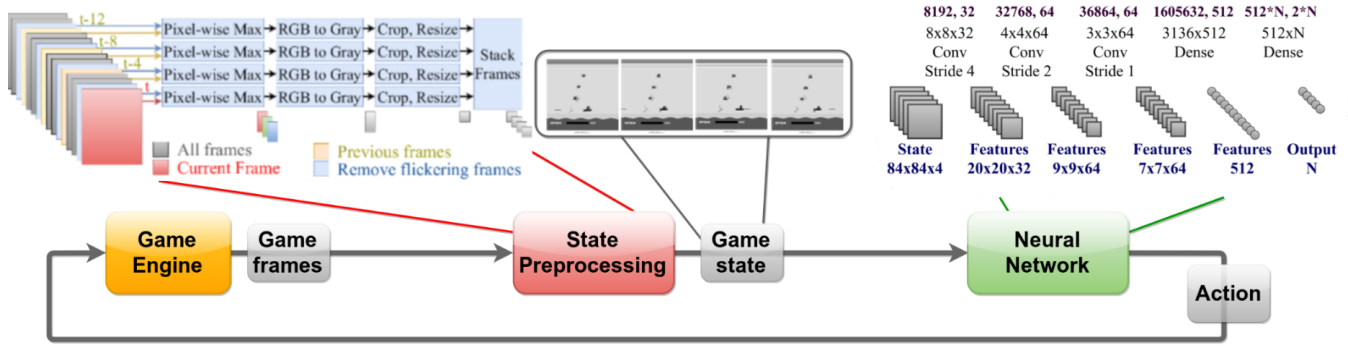 t-12
Pixel-wise Max
RGB to Gray
Crop, Resize
t-8
Pixel-wise Max
RGB to Gray
Crop, Resize
t-4
Pixel-wise Max
RGB to Gray
Crop, Resize
t
Pixel-wise Max
RGB to Gray
Crop, Resize
Stack
Frames
All frames
Current Frame
Previous frames
Remove flickering frames
8192, 32
32768, 64
36864, 64
1605632, 512
512*N, 2*N
8x8x32
4x4x64
3x3x64
3136x512
512xN
Conv
Conv
Conv
Dense
Dense
Stride 4
Stride 2
Stride 1
State
Features
Features
Features
Features
Output
84x84x4
20x20x32
9x9x64
7x7x64
512
N
Game
Engine
Game
frames
State
Preprocessing
Game
state
Neural
Network
Action